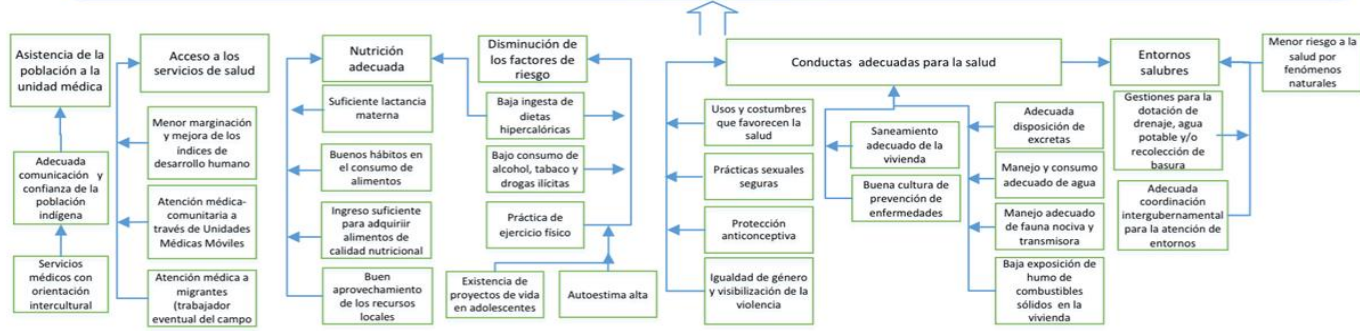 Asistencia de la
población a la
unidad médica
Adecuada
comunicación y
confianza de la
población
indígena
Servicios
médicos con
orientación
intercultural
Acceso a los
servicios de salud
Menor marginación
y mejora de los
índices de
desarrollo humano
Atención médica-
comunitaria a
través de Unidades
Médicas Móviles
Atención médica a
migrantes
(trabajador
eventual del campo
Nutrición
adecuada
Suficiente lactancia
materna
Buenos hábitos en
el consumo de
alimentos
Ingreso suficiente
para adquiriir
alimentos de
calidad nutricional
Buen
aprovechamiento
de los recursos
locales
Disminución de
los factores de
riesgo
Baja ingesta de
dietas
hipercalóricas
Bajo consumo de
alcohol, tabaco y
drogas ilícitas
Práctica de
ejercicio físico
Existencia de
proyectos de vida
en adolescentes
Autoestima alta
Conductas adecuadas para la salud
Usos y costumbres
que favorecen la
salud
Prácticas sexuales
seguras
Protección
anticonceptiva
Igualdad de género
y visibilización de la
violencia
Saneamiento
adecuado de la
vivienda
Buena cultura de
prevención de
enfermedades
Adecuada
disposición de
excretas
Manejo y consumo
adecuado de agua
Manejo adecuado
de fauna nociva y
transmisora
Baja exposición de
humo de
combustibles
sólidos en la
vivienda
Entornos
salubres
Gestiones para la
dotación de
drenaje, agua
potable y/o
recolección de
basura
Adecuada
coordinación
intergubernamental
para la atención de
entornos
Menor riesgo a la
salud por
fenómenos
naturales